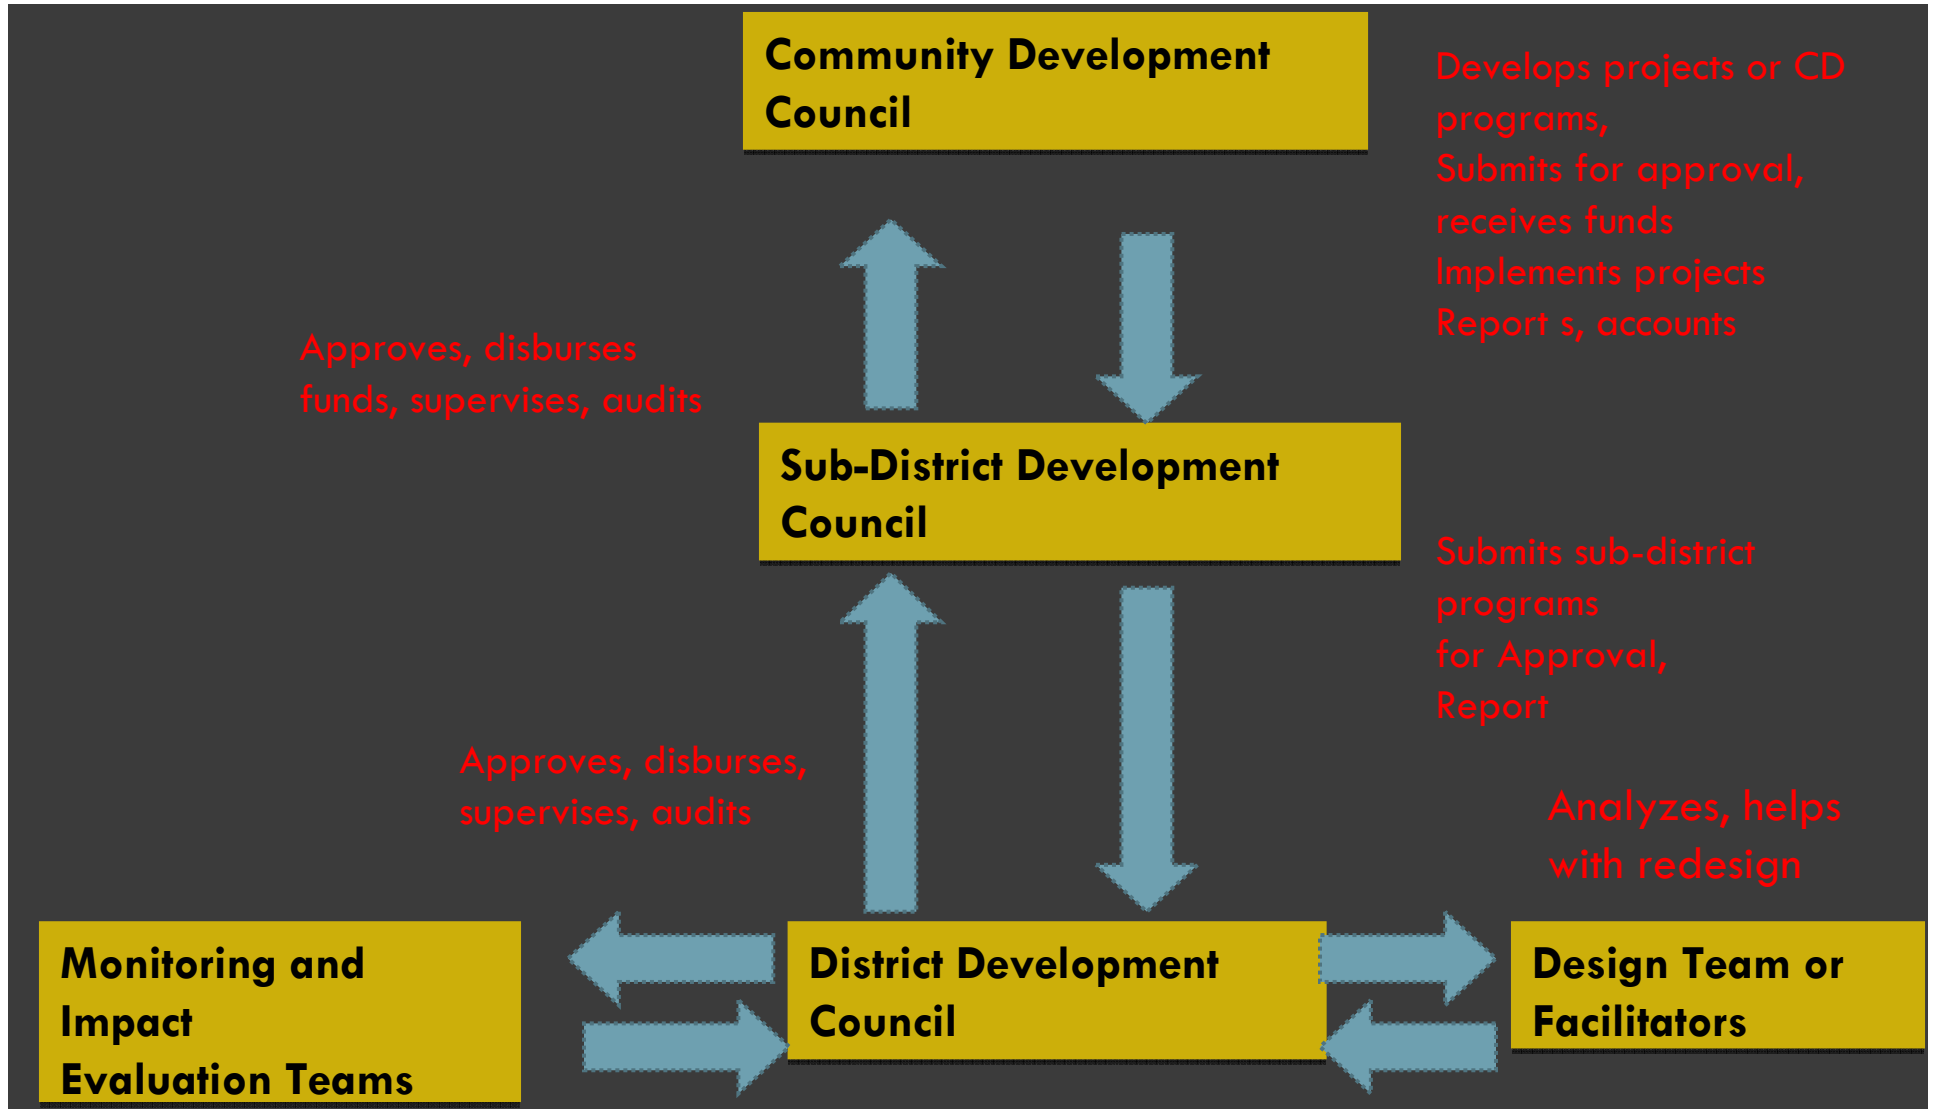 Community Development
Council
Develops projects or CD
programs,
Submits for approval,
receives funds
Implements projects
Report s, accounts
Approves, disburses
funds, supervises, audits
Sub-District Development
Council
Submits sub-district
programs
for Approval,
Report
Approves, disburses,
supervises, audits
Analyzes, helps
with redesign
Monitoring and
Impact
Evaluation Teams
District Development
Council
Design Team or
Facilitators